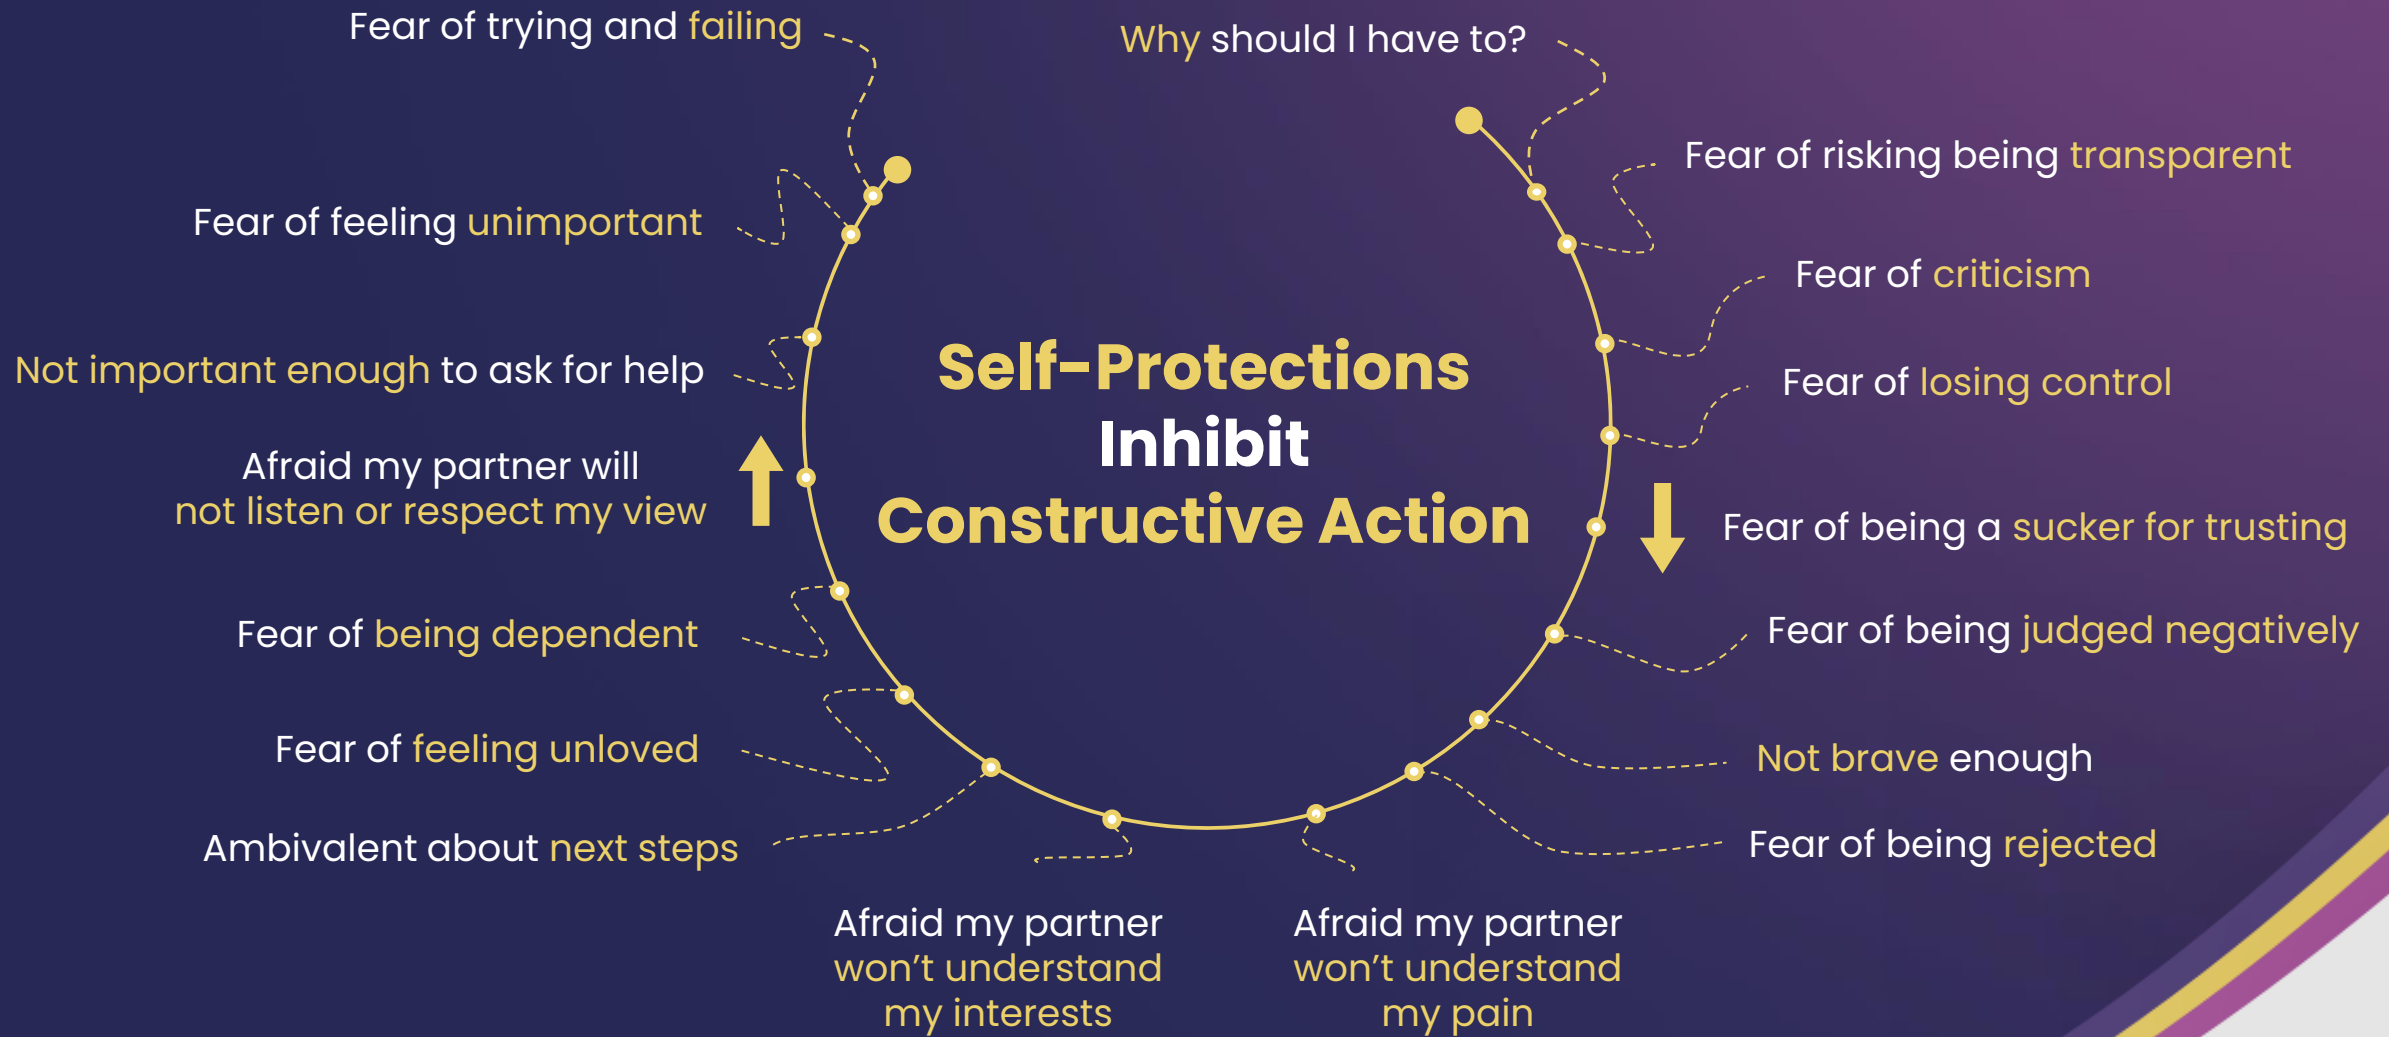 Fear of trying and failing
Why should I have to?
Fear of risking being transparent
Fear of feeling unimportant
Fear of criticism
Not important enough to ask for help
Fear of losing control
Self-Protections
Inhibit
Constructive Action
Afraid my partner will
not listen or respect my view
Fear of being a sucker for trusting
Fear of being dependent
Fear of being judged negatively
Fear of feeling unloved
Not brave enough
Ambivalent about next steps
Fear of being rejected
Afraid my partner
won't understand
my interests
Afraid my partner
won't understand
my pain